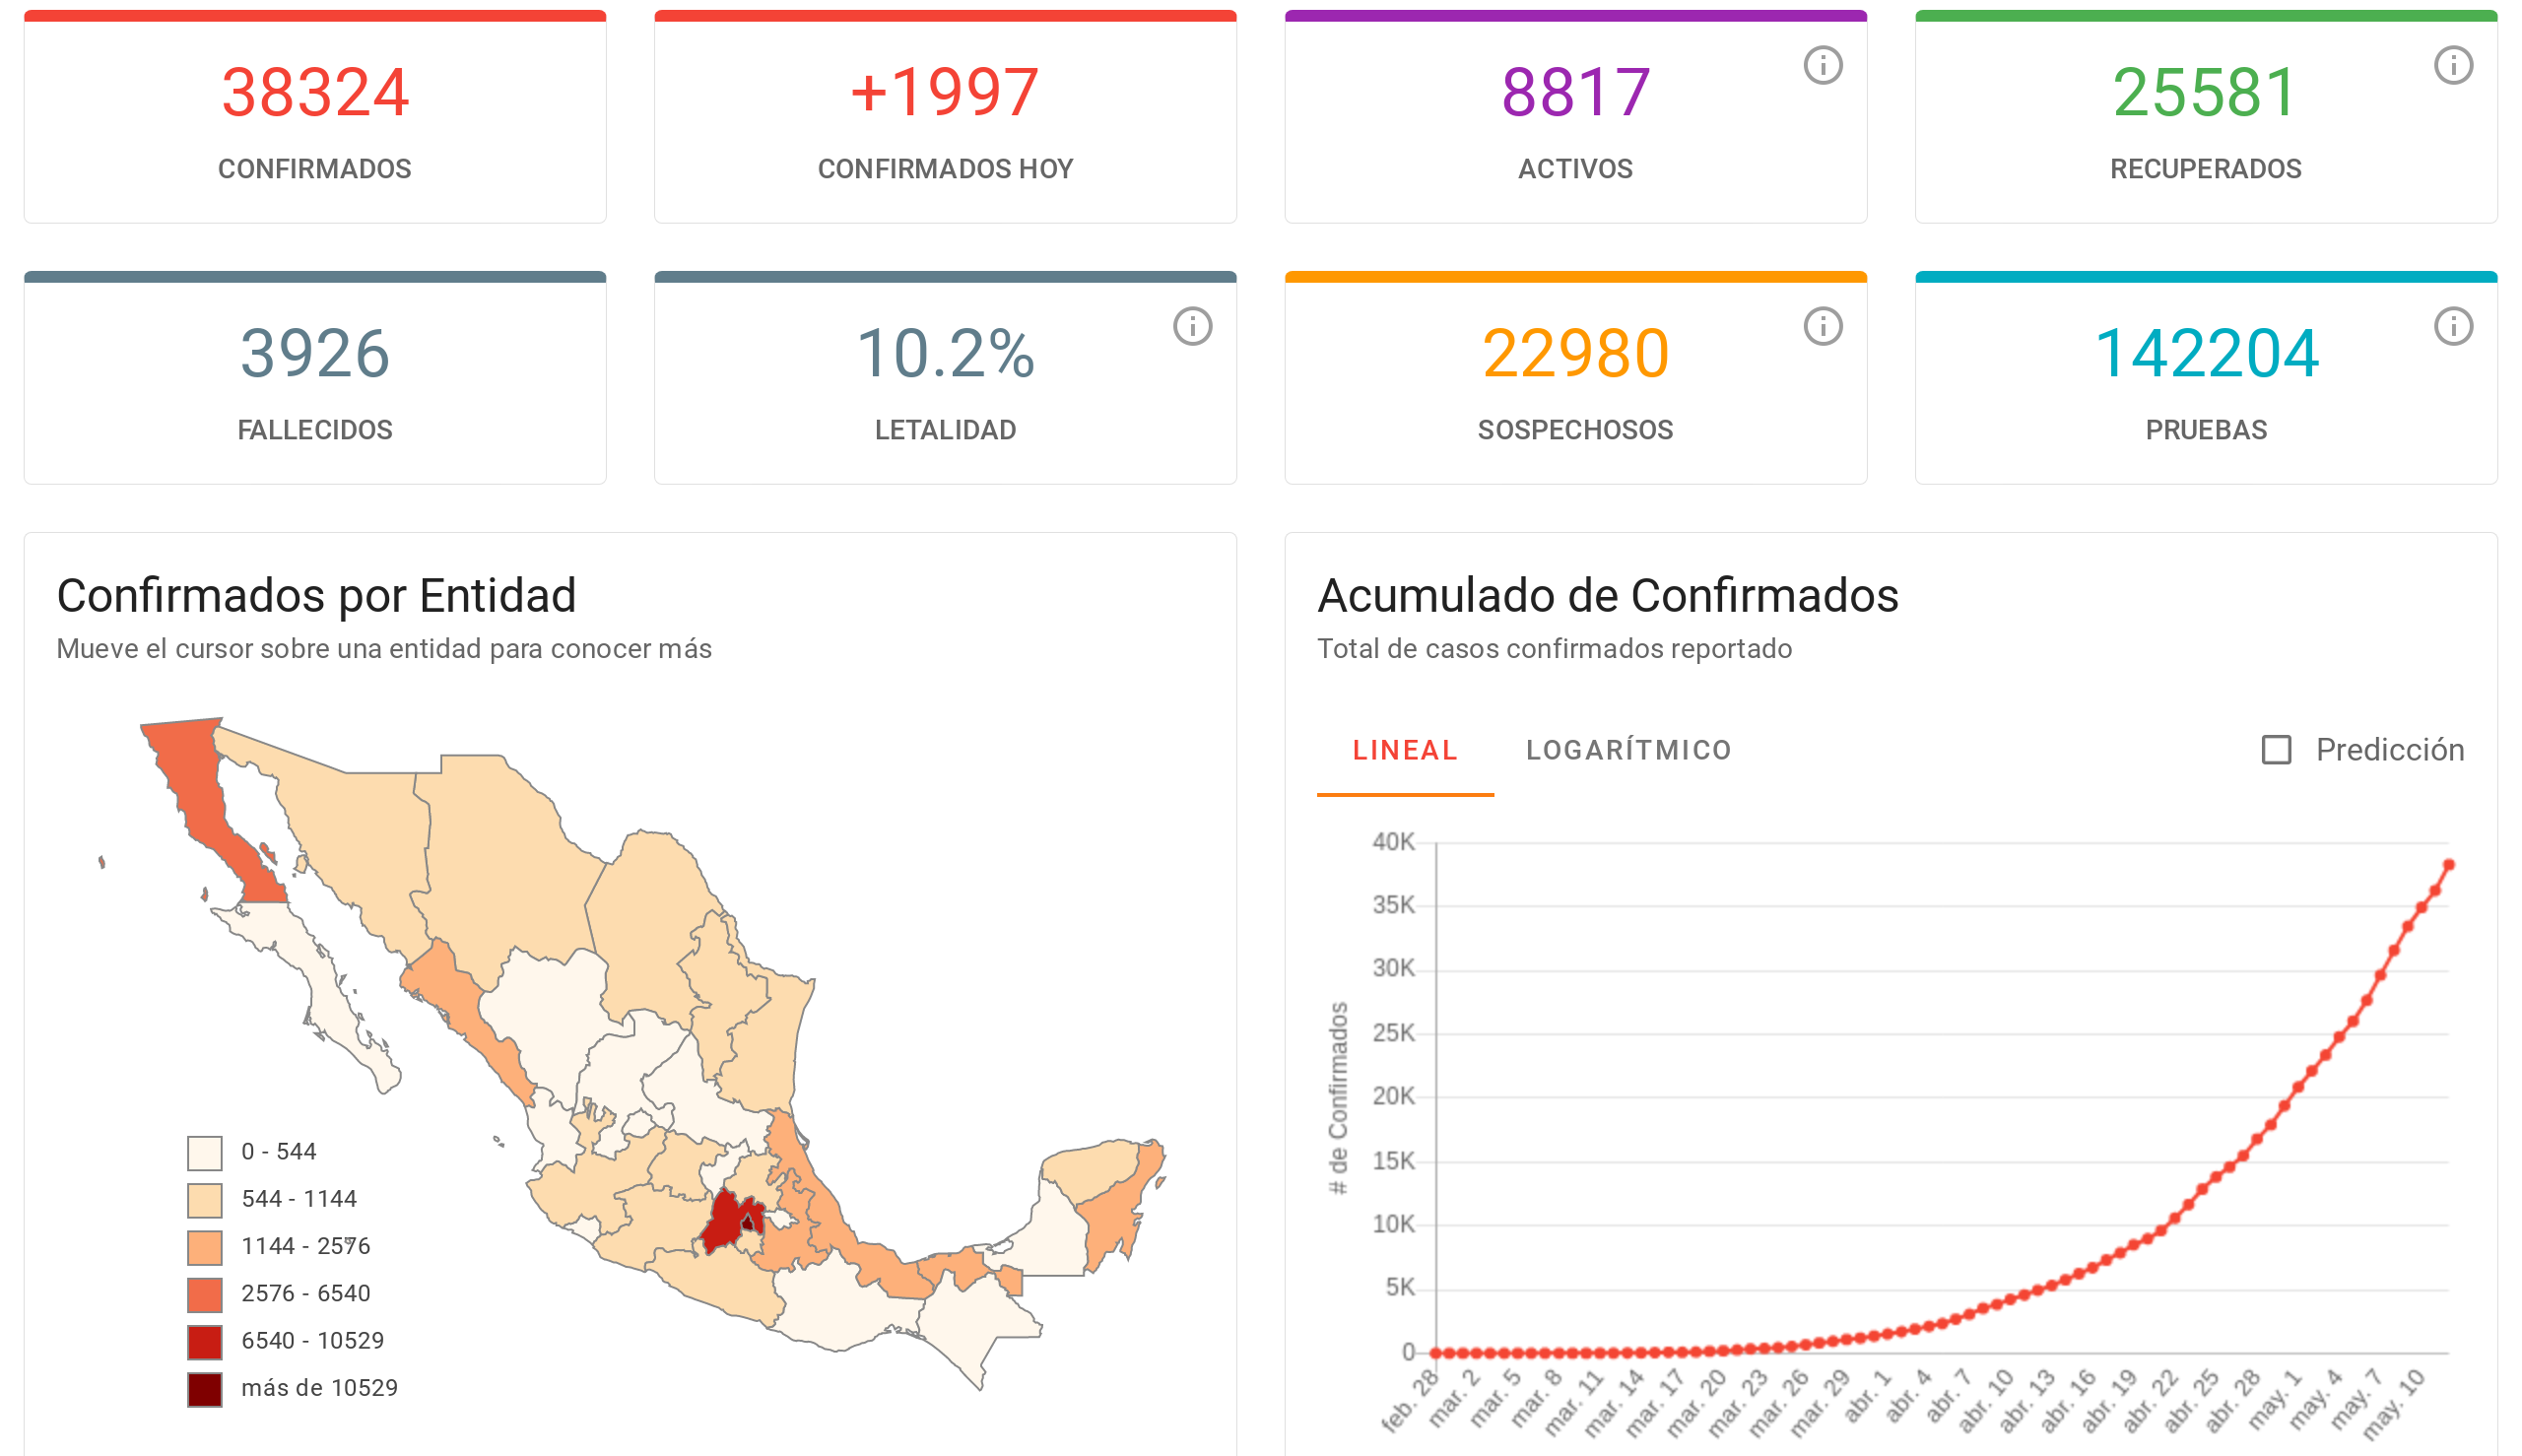 38324
CONFIRMADOS
+1997
CONFIRMADOS HOY
8817
ACTIVOS
25581
RECUPERADOS
3926
FALLECIDOS
10.2%
LETALIDAD
22980
SOSPECHOSOS
142204
PRUEBAS
Confirmados por Entidad
Mueve el cursor sobre una entidad para conocer más
0 - 544
544 - 1144
1144 - 2576
2576 - 6540
6540 - 10529
más de 10529
Acumulado de Confirmados
Total de casos confirmados reportado
LINEAL
LOGARÍTMICO
Predicción
# de Confirmados
40K
35K
30K
25K
20K
15K
10K
5K
0
feb. 28
mar. 2
mar. 5
mar. 8
mar. 11
mar. 14
mar. 17
mar. 20
mar. 23
mar. 26
mar. 29
abr. 1
abr. 4
abr. 7
abr. 10
abr. 13
abr. 16
abr. 19
abr. 22
abr. 25
abr. 28
may. 1
may. 4
may. 7
may. 10